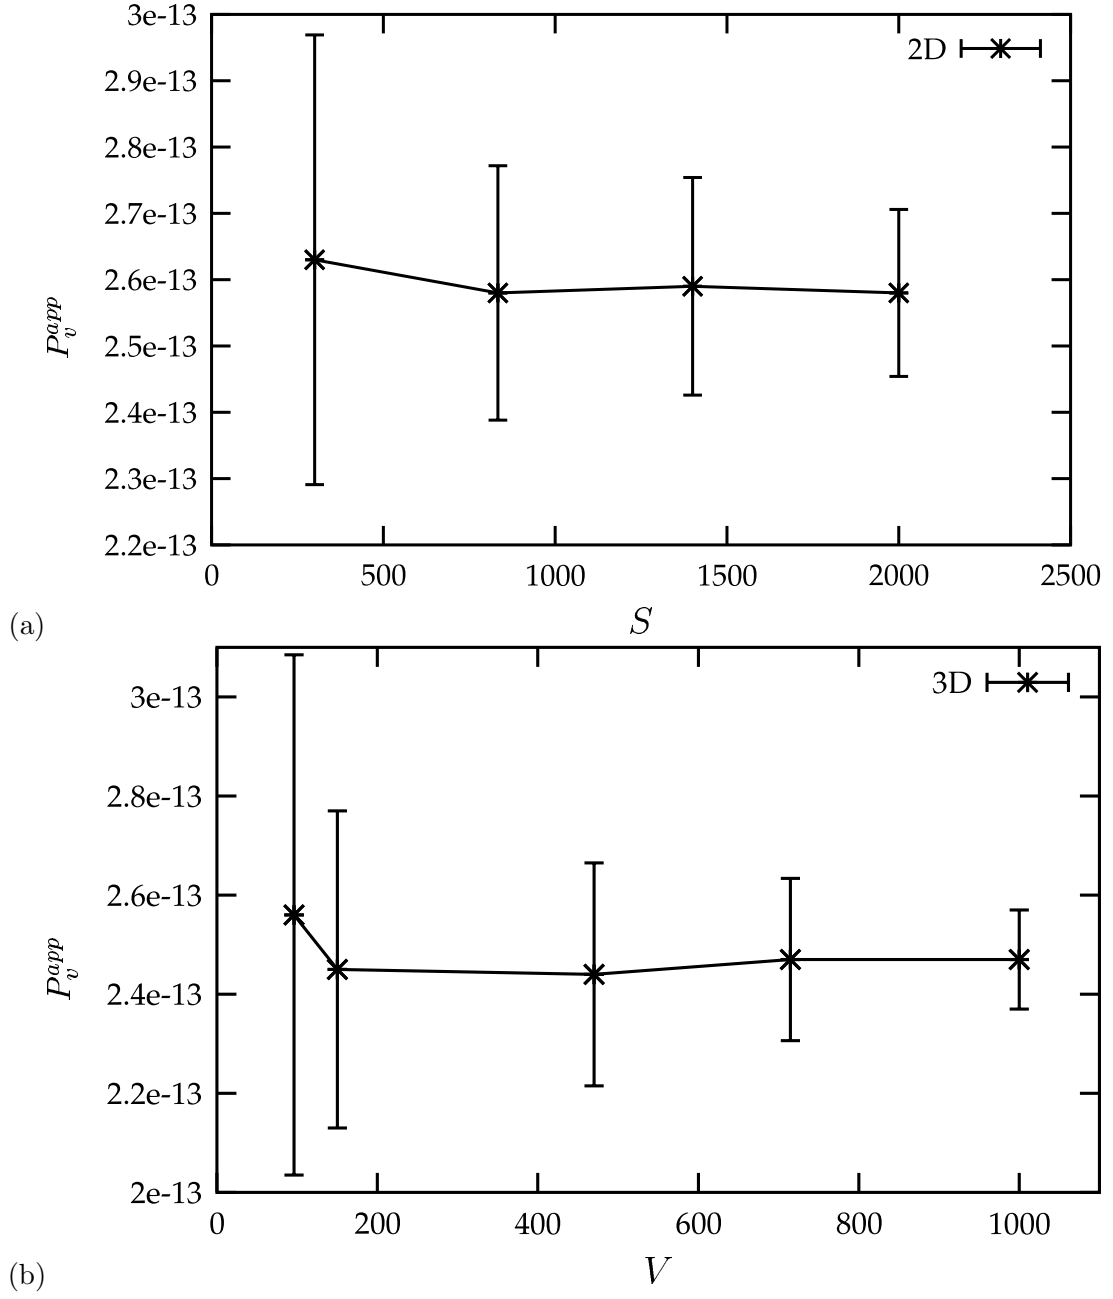 3e-13
2D
2.9e-13
2.8e-13
2.7e-13
2.6e-13
2.5e-13
2.4e-13
2.3e-13
2.2e-13
P_v^{app}
0 500 1000 1500 2000 2500
S
(a)
3D
3e-13
2.8e-13
2.6e-13
2.4e-13
2.2e-13
2e-13
P_v^{app}
0 200 400 600 800 1000
V
(b)